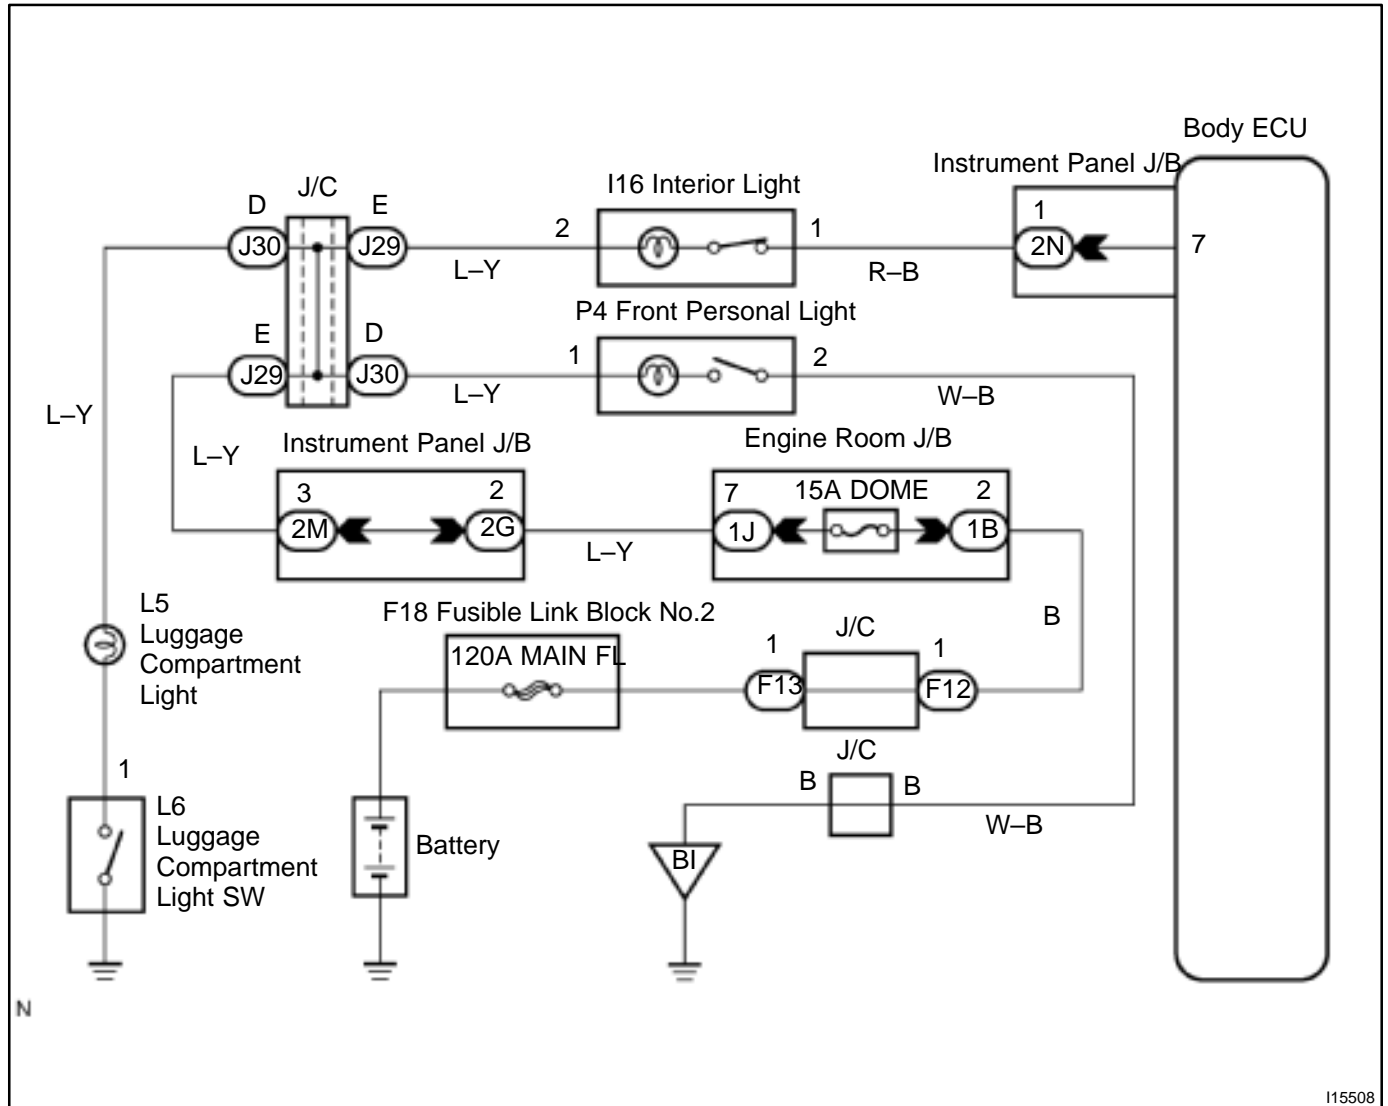 Body ECU
Instrument Panel J/B
I16 Interior Light
J/C
D
E
J30
J29
2
1
1
2N
7
L–Y
R–B
P4 Front Personal Light
E
D
J29
J30
1
2
L–Y
W–B
L–Y
L–Y
Instrument Panel J/B
Engine Room J/B
3
2
7
15A DOME
2
2M
2G
1J
1B
L–Y
B
L5
Luggage
Compartment
Light
F18 Fusible Link Block No.2
120A MAIN FL
J/C
1
1
F13
F12
J/C
B
B
W–B
1
L6
Luggage
Compartment
Light SW
Battery
BI
N
I15508